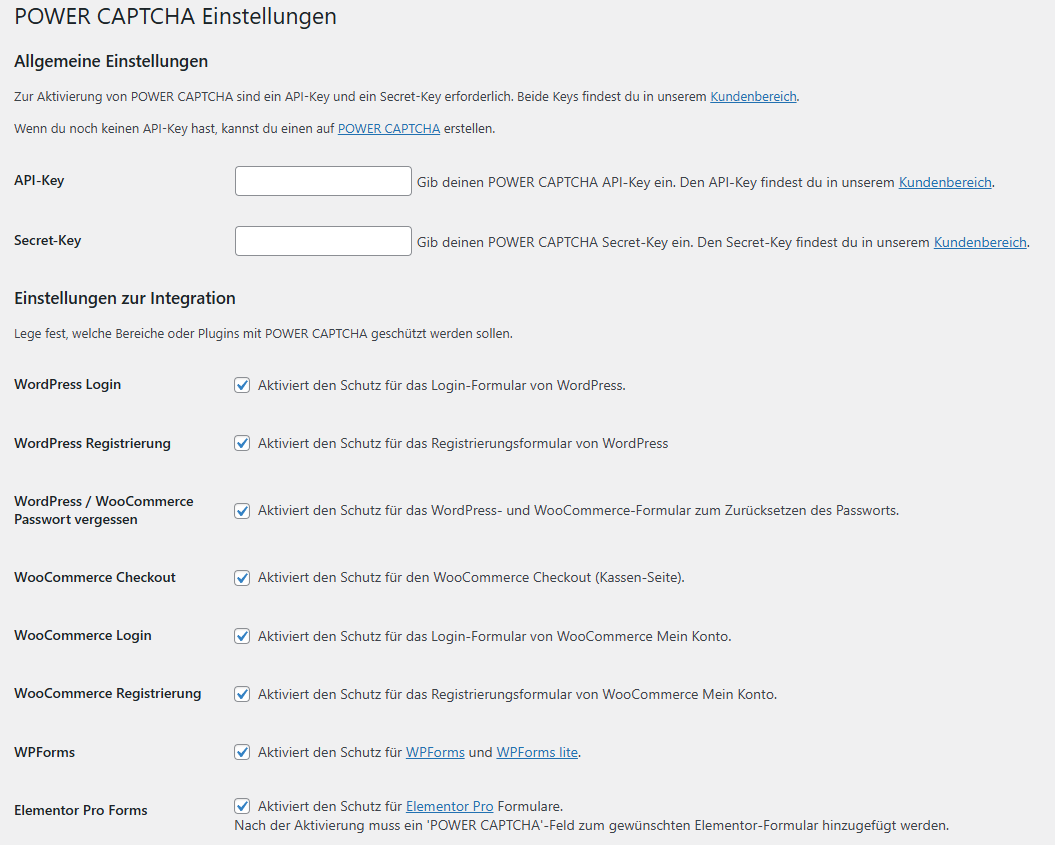 POWER CAPTCHA Einstellungen
Allgemeine Einstellungen
Zur Aktivierung von POWER CAPTCHA sind ein API-Key und ein Secret-Key erforderlich. Beide Keys findest du in unserem Kundenbereich.
Wenn du noch keinen API-Key hast, kannst du einen auf POWER CAPTCHA erstellen.
API-Key
Gib deinen POWER CAPTCHA API-Key ein. Den API-Key findest du in unserem Kundenbereich.
Secret-Key
Gib deinen POWER CAPTCHA Secret-Key ein. Den Secret-Key findest du in unserem Kundenbereich.
Einstellungen zur Integration
Lege fest, welche Bereiche oder Plugins mit POWER CAPTCHA geschützt werden sollen.
WordPress Login
Aktiviert den Schutz für das Login-Formular von WordPress.
WordPress Registrierung
Aktiviert den Schutz für das Registrierungsformular von WordPress
WordPress / WooCommerce
Passwort vergessen
Aktiviert den Schutz für das WordPress- und WooCommerce-Formular zum Zurücksetzen des Passworts.
WooCommerce Checkout
Aktiviert den Schutz für den WooCommerce Checkout (Kassen-Seite).
WooCommerce Login
Aktiviert den Schutz für das Login-Formular von WooCommerce Mein Konto.
WooCommerce Registrierung
Aktiviert den Schutz für das Registrierungsformular von WooCommerce Mein Konto.
WPForms
Aktiviert den Schutz für WPForms und WPForms lite.
Elementor Pro Forms
Aktiviert den Schutz für Elementor Pro Formulare.
Nach der Aktivierung muss ein 'POWER CAPTCHA'-Feld zum gewünschten Elementor-Formular hinzugefügt werden.